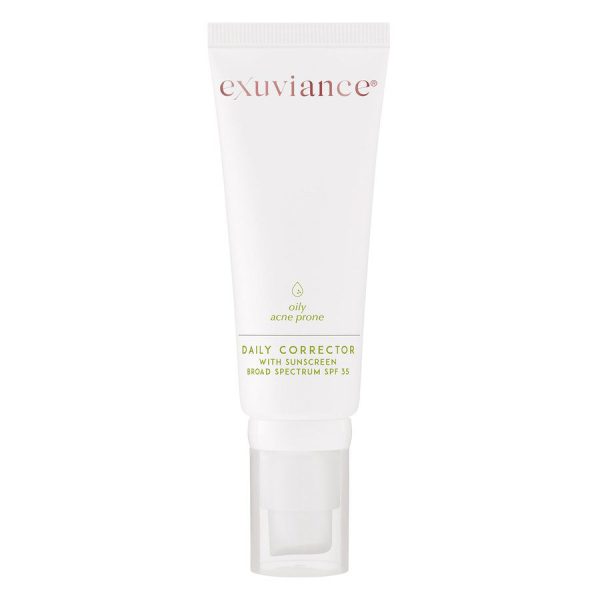 exuviance®
oily
acne prone
DAILY CORRECTOR
WITH SUNSCREEN
BROAD SPECTRUM SPF 35